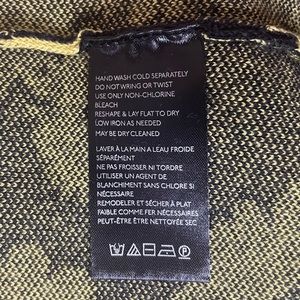 HAND WASH COLD SEPARATELY
DO NOT WRING OR TWIST
USE ONLY NON-CHLORINE
BLEACH
RESHAPE & LAY FLAT TO DRY
LOW IRON AS NEEDED
MAY BE DRY CLEANED
LAVER À LA MAIN A LEAU FROIDE
SÉPARÉMENT
NE PAS FROISSER NI TORDRE
UTILISER UN AGENT DE
BLANCHIMENT SANS CHLORE SI
NÉCESSAIRE
REMODELER ET SÉCHER À PLAT
FAIBLE COMME FER NÉCESSAIRES
PEUT-ÊTRE ÊTRE NETTOYÉE SEC
P